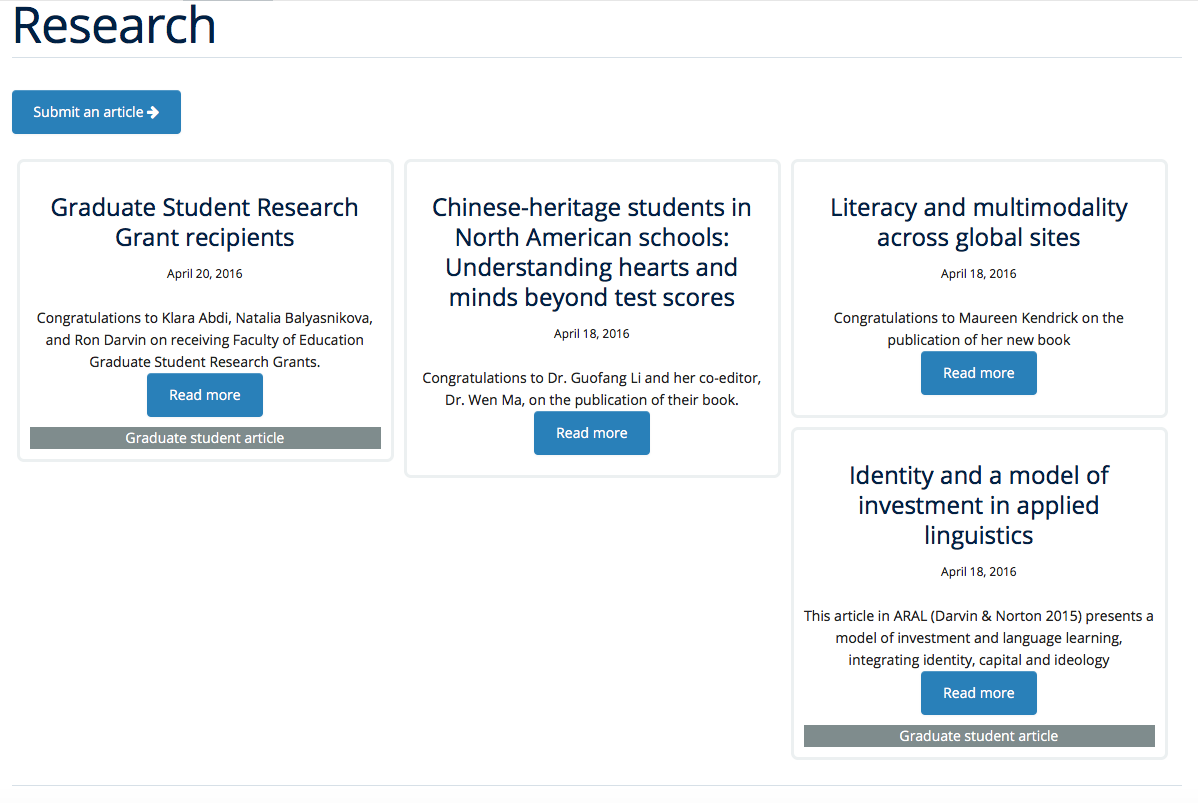 Research
Submit an article
Graduate Student Research
Grant recipients
April 20, 2016
Congratulations to Klara Abdi, Natalia Balyasnikova,
and Ron Darvin on receiving Faculty of Education
Graduate Student Research Grants.
Read more
Graduate student article
Chinese-heritage students in
North American schools:
Understanding hearts and
minds beyond test scores
April 18, 2016
Congratulations to Dr. Guofang Li and her co-editor,
Dr. Wen Ma, on the publication of their book.
Read more
Literacy and multimodality
across global sites
April 18, 2016
Congratulations to Maureen Kendrick on the
publication of her new book
Read more
Identity and a model of
investment in applied
linguistics
April 18, 2016
This article in ARAL (Darvin & Norton 2015) presents a
model of investment and language learning,
integrating identity, capital and ideology
Read more
Graduate student article